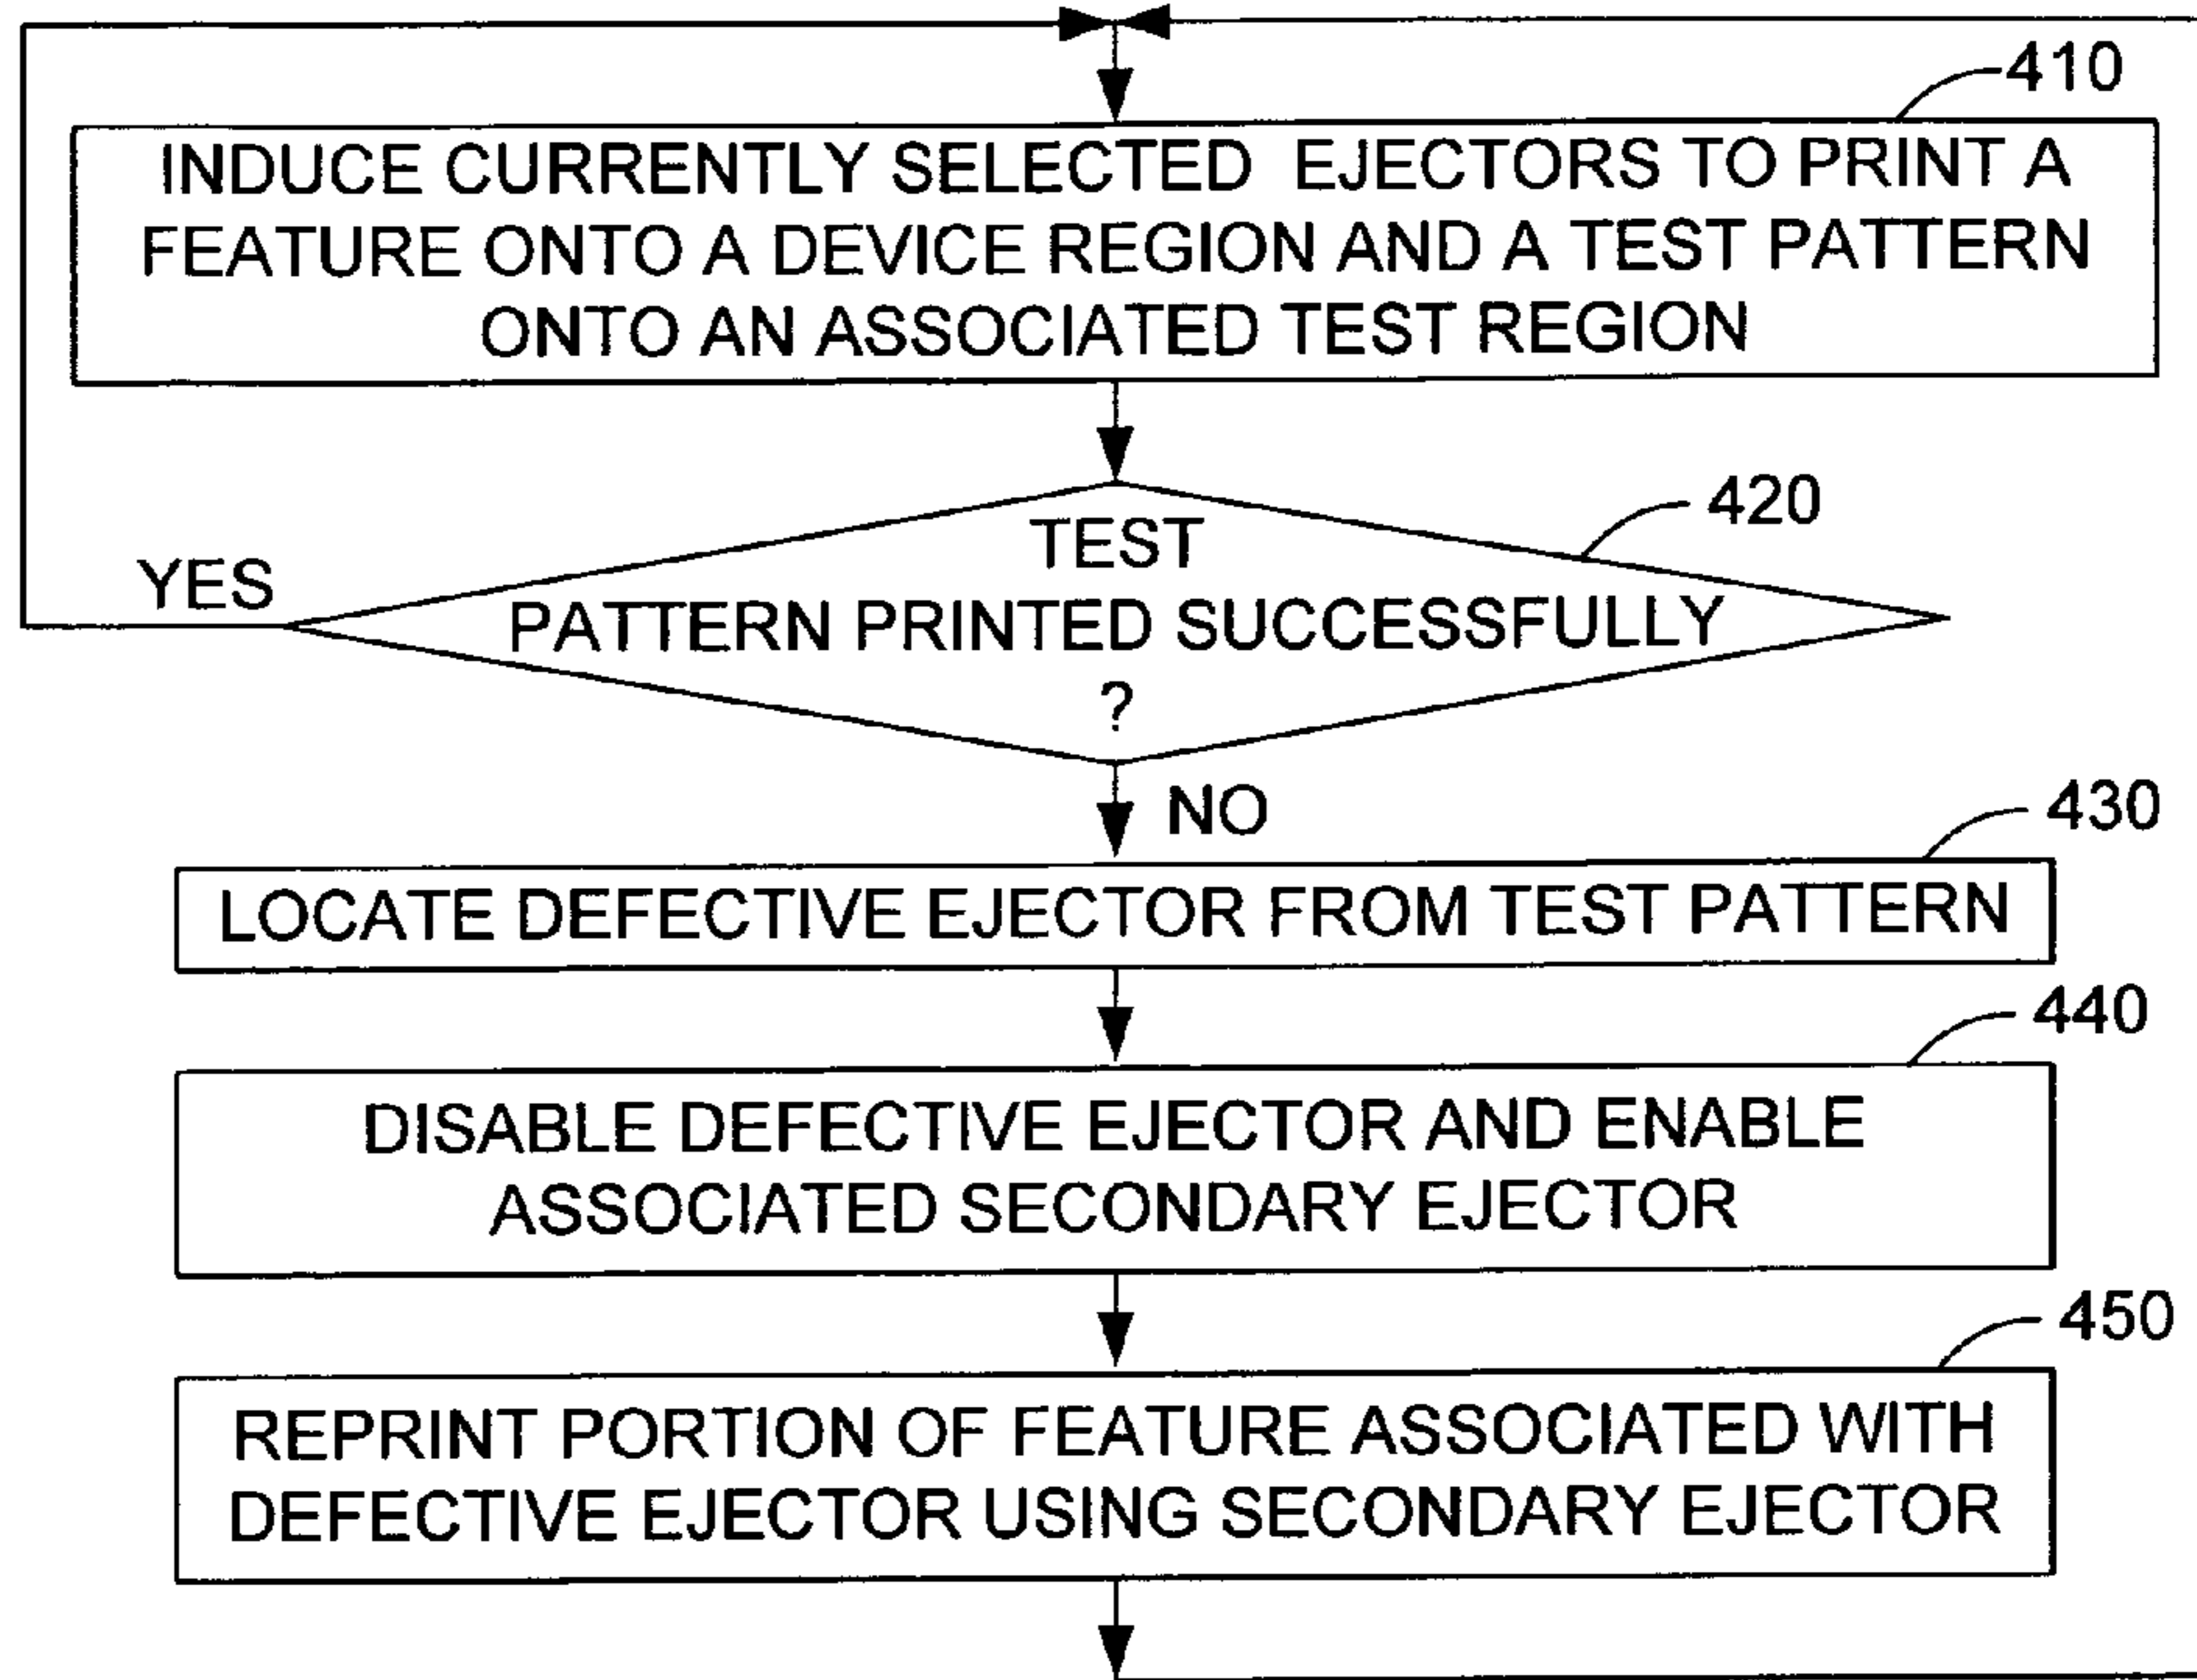 410
INDUCE CURRENTLY SELECTED EJECTORS TO PRINT A
FEATURE ONTO A DEVICE REGION AND A TEST PATTERN
ONTO AN ASSOCIATED TEST REGION
420
TEST
YES
PATTERN PRINTED SUCCESSFULLY
?
NO
430
LOCATE DEFECTIVE EJECTOR FROM TEST PATTERN
440
DISABLE DEFECTIVE EJECTOR AND ENABLE
ASSOCIATED SECONDARY EJECTOR
450
REPRINT PORTION OF FEATURE ASSOCIATED WITH
DEFECTIVE EJECTOR USING SECONDARY EJECTOR